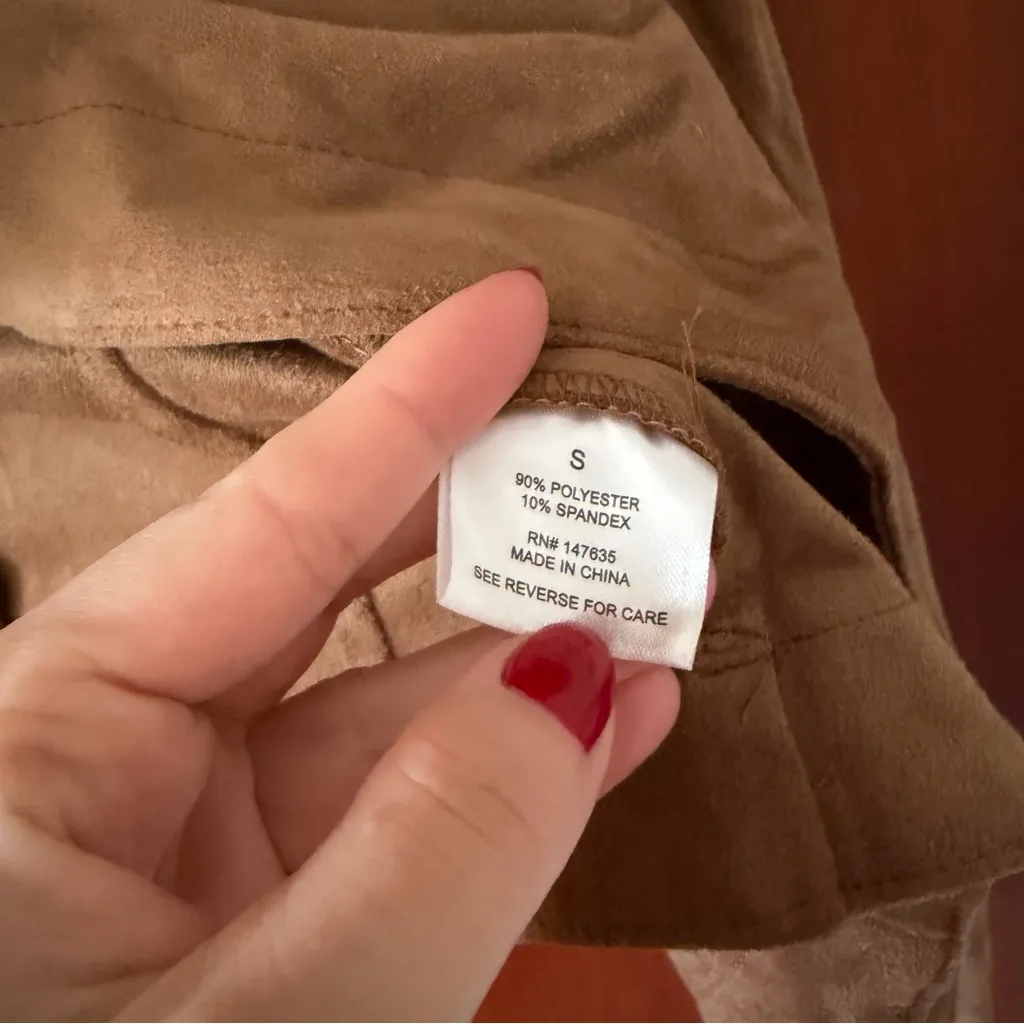 S
90% POLYESTER
10% SPANDEX
RN# 147635
MADE IN CHINA
SEE REVERSE FOR CARE